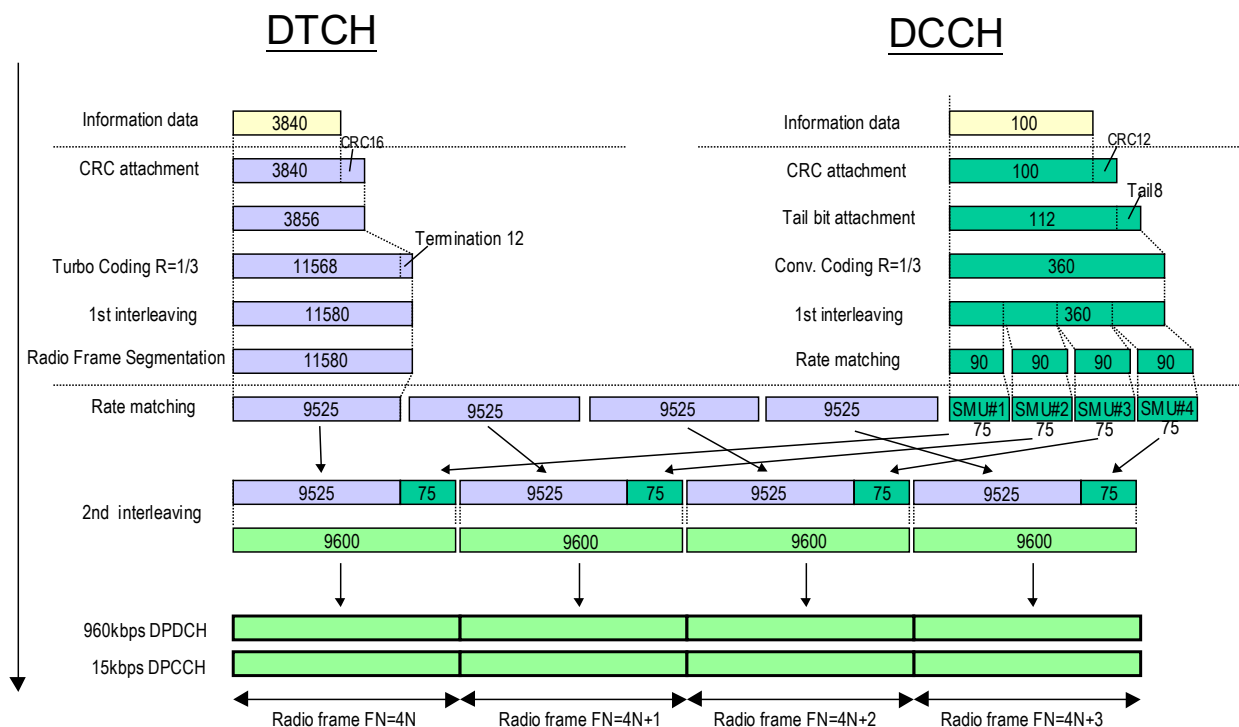 DTCH
DCCH
Information data
3840
Information data
100
CRC16
CRC12
CRC attachment
3840
CRC attachment
100
3856
Tail bit attachment
112
Tail8
Termination 12
Turbo Coding R=1/3
11568
Conv. Coding R=1/3
360
1st interleaving
11580
1st interleaving
360
Radio Frame Segmentation
11580
Rate matching
90
90
90
90
Rate matching
9525
9525
9525
9525
SMU#1
SMU#2
SMU#3
SMU#4
75
75
75
75
9525
75
9525
75
9525
75
9525
75
2nd interleaving
9600
9600
9600
9600
960kbps DPDCH
15kbps DPCCH
Radio frame FN=4N
Radio frame FN=4N+1
Radio frame FN=4N+2
Radio frame FN=4N+3